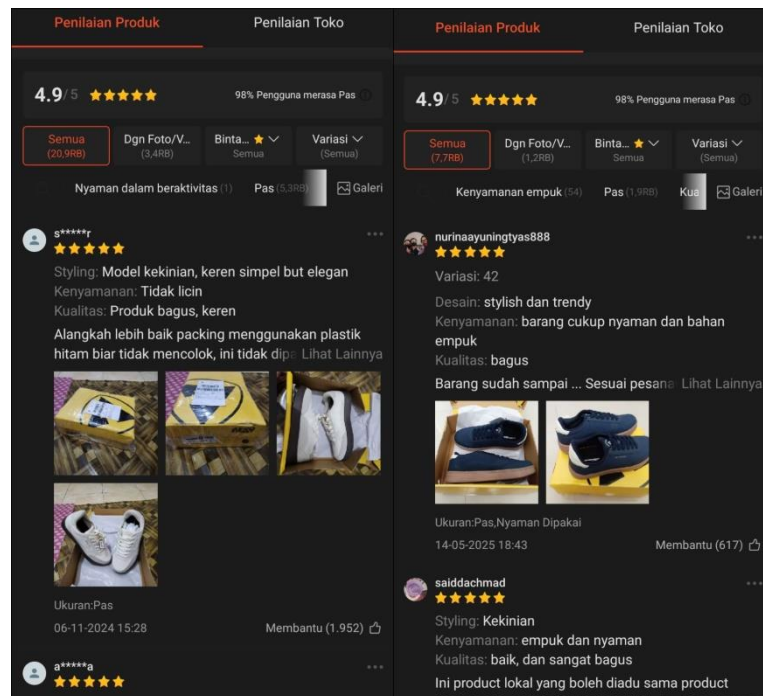 Penilaian Produk
Penilaian Toko
4.9/5
98% Pengguna merasa Pas
Semua
(20,9RB)
Dgn Foto/V...
(3,4RB)
Binta...
Semua
Variasi
(Semua)
Nyaman dalam beraktivitas (1)
Pas (5,3RB)
Galeri
s*****r
Styling: Model kekinian, keren simpel but elegan
Kenyamanan: Tidak licin
Kualitas: Produk bagus, keren
Alangkah lebih baik packing menggunakan plastik
hitam biar tidak mencolok, ini tidak dipa Lihat Lainnya
Ukuran:Pas
06-11-2024 15:28
Membantu (1.952)
a*****a
Penilaian Produk
Penilaian Toko
4.9/5
98% Pengguna merasa Pas
Semua
(7,7RB)
Dgn Foto/V...
(1,2RB)
Binta...
Semua
Variasi
(Semua)
Kenyamanan empuk (54)
Pas (1,9RB)
Kua
Galeri
nurinaayuningtyas888
Variasi: 42
Desain: stylish dan trendy
Kenyamanan: barang cukup nyaman dan bahan
empuk
Kualitas: bagus
Barang sudah sampai ... Sesuai pesana Lihat Lainnya
Ukuran:Pas,Nyaman Dipakai
14-05-2025 18:43
Membantu (617)
saiddachmad
Styling: Kekinian
Kenyamanan: empuk dan nyaman
Kualitas: baik, dan sangat bagus
Ini product lokal yang boleh diadu sama product